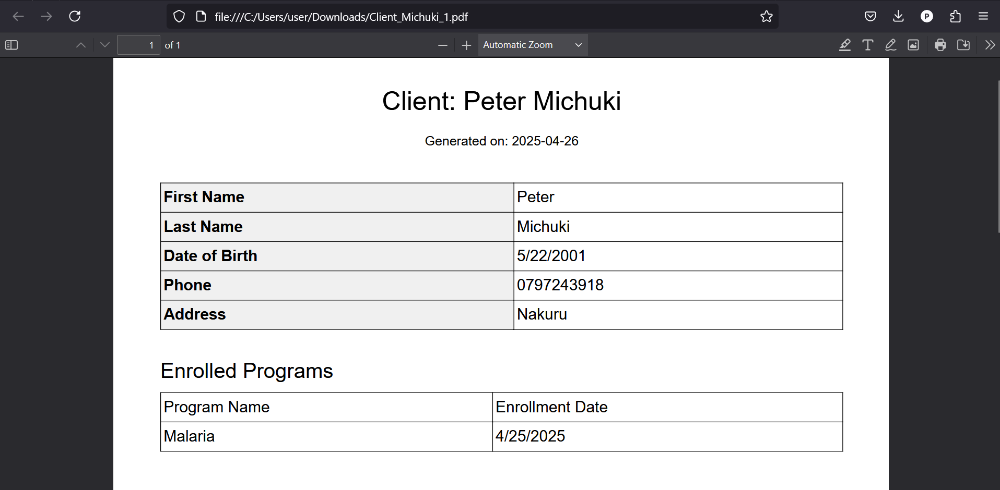 file:///C:/Users/user/Downloads/Client_Michuki_1.pdf
P
1 of 1
Automatic Zoom
Client: Peter Michuki
Generated on: 2025-04-26
First Name Peter
Last Name Michuki
Date of Birth 5/22/2001
Phone 0797243918
Address Nakuru
Enrolled Programs
Program Name Enrollment Date
Malaria 4/25/2025